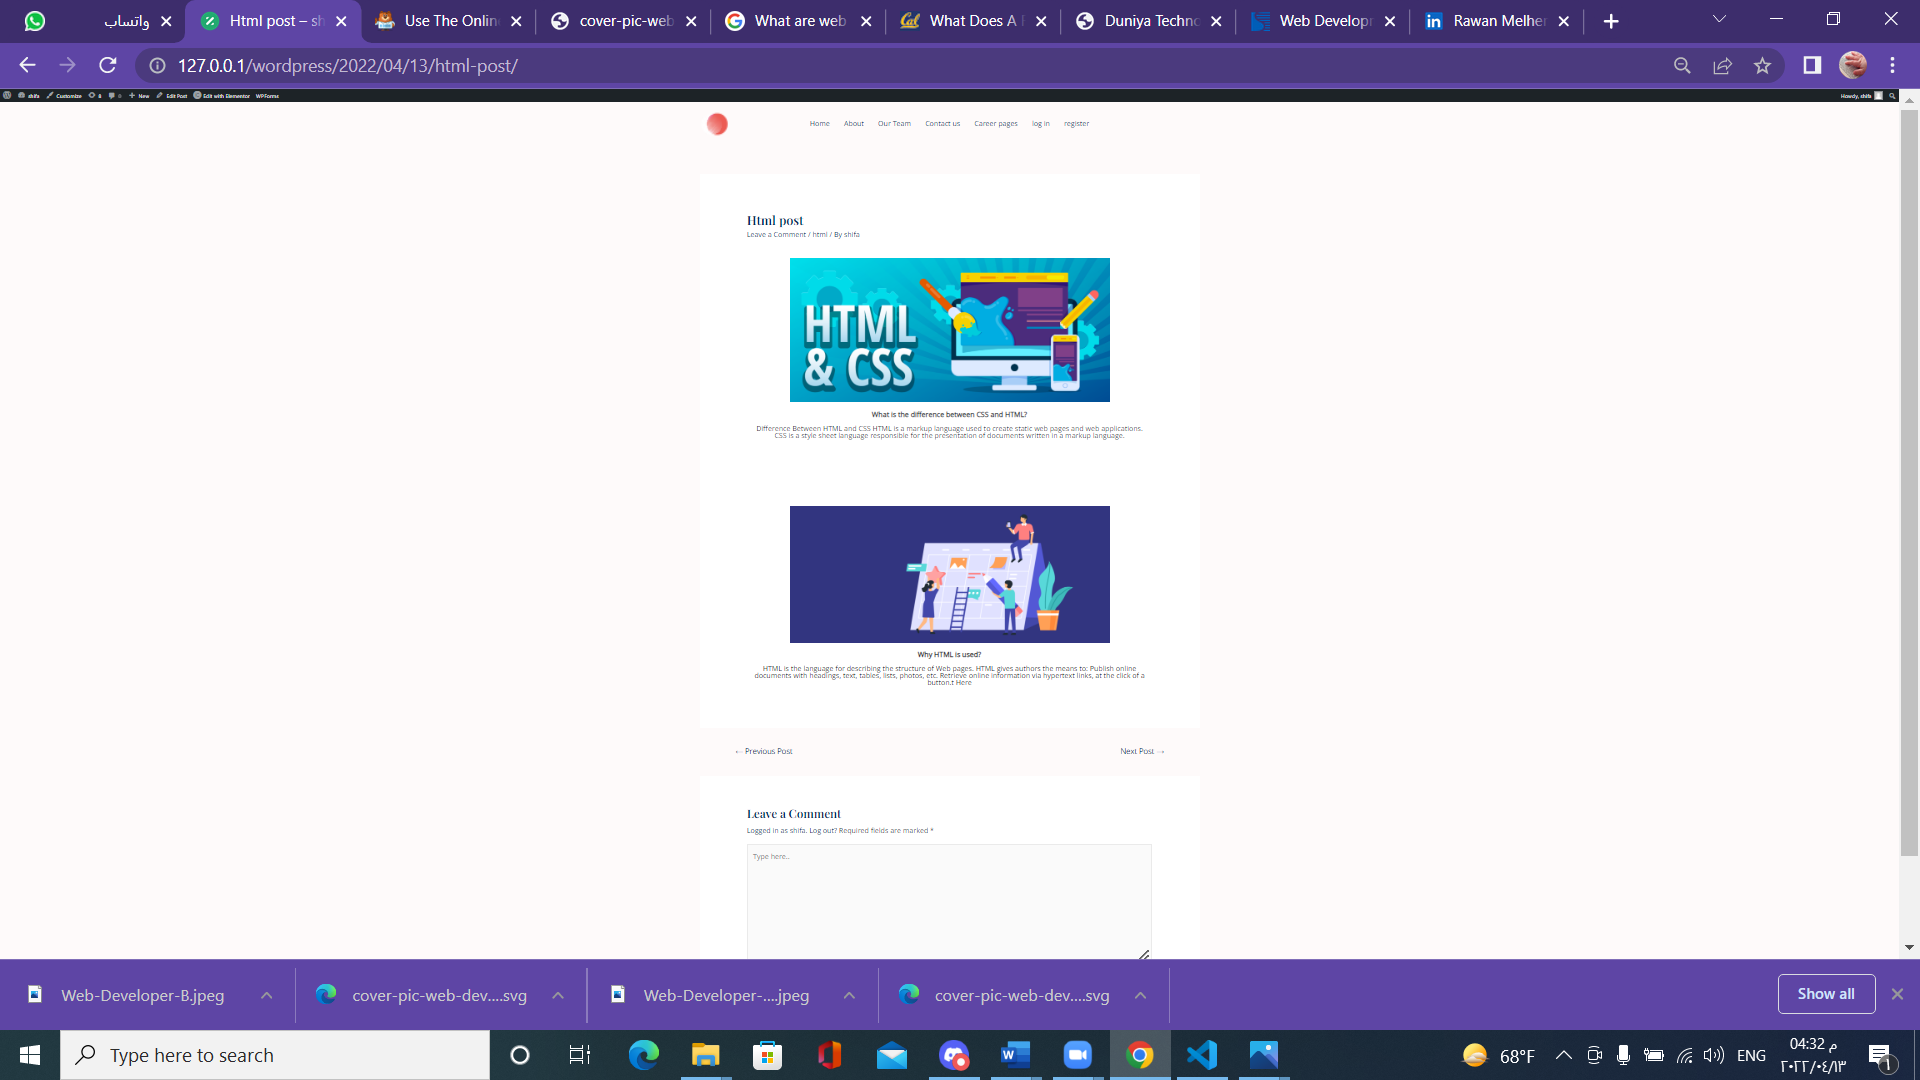 واتساب
Html post – sh
Use The Online
cover-pic-web
What are web
Cal What Does A F
Duniya Techno
Web Developm
in Rawan Melhem
127.0.0.1/wordpress/2022/04/13/html-post/
shifa Customize 8 0 New Edit Post Edit with Elementor WPForms Howdy, shifa
Home About Our Team Contact us Career pages log in register
Html post
Leave a Comment / html / By shifa
HTML
& CSS
What is the difference between CSS and HTML?
Difference Between HTML and CSS HTML is a markup language used to create static web pages and web applications.
CSS is a style sheet language responsible for the presentation of documents written in a markup language.
Why HTML is used?
HTML is the language for describing the structure of Web pages. HTML gives authors the means to: Publish online
documents with headings, text, tables, lists, photos, etc. Retrieve online information via hypertext links, at the click of a
button.t Here
← Previous Post Next Post →
Leave a Comment
Logged in as shifa. Log out? Required fields are marked *
Type here..
Web-Developer-B.jpeg cover-pic-web-dev....svg Web-Developer-....jpeg cover-pic-web-dev....svg Show all
Type here to search
68°F ENG
04:32 م
٢٠٢٢/٠٤/١٣
١